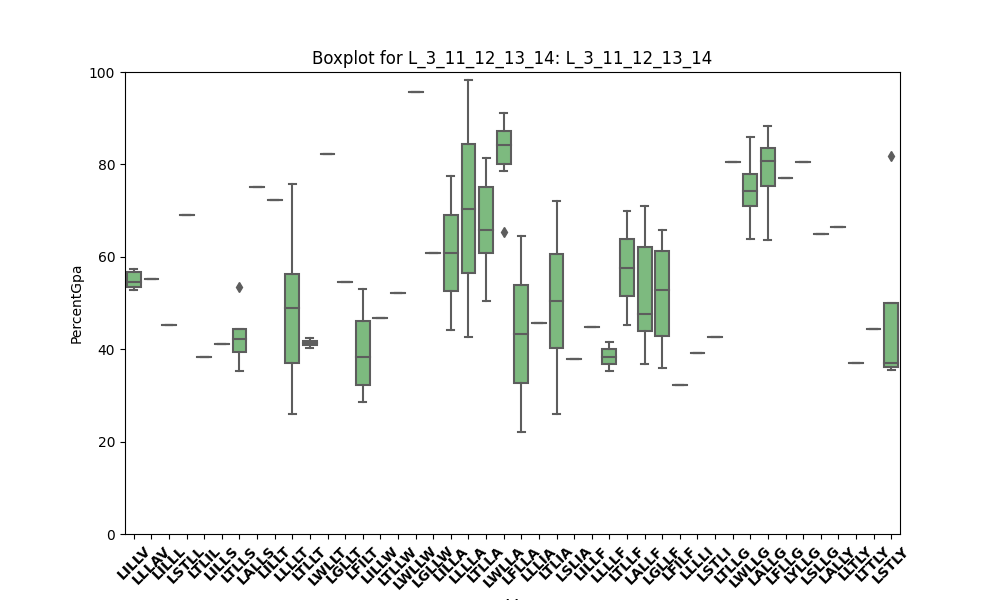 Boxplot for L_3_11_12_13_14: L_3_11_12_13_14
PercentGpa
100
80
60
40
20
0
LILLV
LLLAV
LILLL
LSTLL
LTLIL
LILLS
LTLLS
LALLS
LILLT
LLLLT
LTLLT
LWLLT
LGLLT
LFILT
LILLW
LTLLW
LWLLW
LGLLW
LILLA
LLLLA
LTLLA
LWLLA
LFLLA
LLLIA
LTLIA
LSLIA
LILLF
LLLLF
LTLLF
LALLF
LGLLF
LFILF
LLLLI
LSTLI
LTLLG
LWLLG
LALLG
LFLLG
LYLLG
LSLLG
LALLY
LLTLY
LTTLY
LSTLY